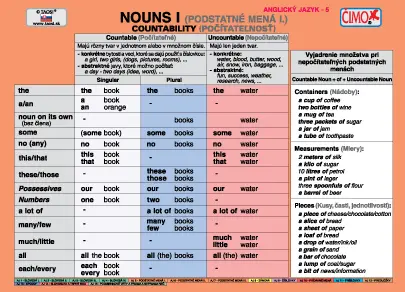 © TAOSI®
www.taosi.sk
ANGLICKÝ JAZYK – 5
NOUNS I (PODSTATNÉ MENÁ I.)
COUNTABILITY (POČÍTATEĽNOSŤ)
ČIMO
Countable (Počítateľné)
Majú rôzny tvar v jednotnom alebo v množnom čísle.
- konkrétne: bytosti a veci, ktoré sa dajú použiť s číslovkou:
a girl, two girls, (dogs, pictures, rooms), ...
- abstraktné: javy, ktoré možno počítať
a day - two days (idea, word), ...
Singular
Plural
Uncountable (Nepočítateľné)
Majú len jeden tvar.
- konkrétne:
water, blood, butter, wood,
air, snow, iron, baggage, ...
- abstraktné:
fun, success, weather,
research, news, ...
the the book the books the water
a/an a book - -
an orange
noun on its own - books water
(bez člena)
some (some) book some books some water
no (any) no book no books no water
this/that this book - this water
that book that water
these/those - these books -
those books
Possessives our book our books our water
Numbers one two -
a lot of - a lot of books a lot of water
many/few - many books -
few books
much/little - - much water
little water
all all the book all (the) books all (the) water
each/every each book - -
every book
Vyjadrenie množstva pri
nepočítateľných podstatných
menách
Countable Noun + of + Uncountable Noun
Containers (Nádoby):
a cup of coffee
two bottles of wine
a mug of tea
three packets of sugar
a jar of jam
a tube of toothpaste
Measurements (Miery):
2 meters of silk
a kilo of sugar
10 litres of petrol
a pint of lager
three spoonfuls of flour
a barrel of beer
Pieces (Kusy, časti, jednotlivosti):
a piece of cheese/chocolate/cotton
a slice of bread
a sheet of paper
a loaf of bread
a drop of water/ink/oil
a grain of sand
a bar of chocolate
a lump of coal/sugar
a bit of news/information